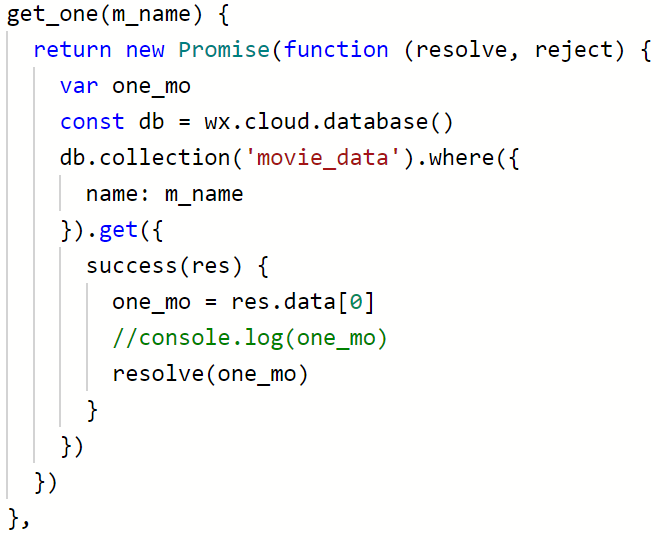 get_one(m_name) {
  return new Promise(function (resolve, reject) {
    var one_mo
    const db = wx.cloud.database()
    db.collection('movie_data').where({
      name: m_name
    }).get({
      success(res) {
        one_mo = res.data[0]
        //console.log(one_mo)
        resolve(one_mo)
      }
    })
  })
},